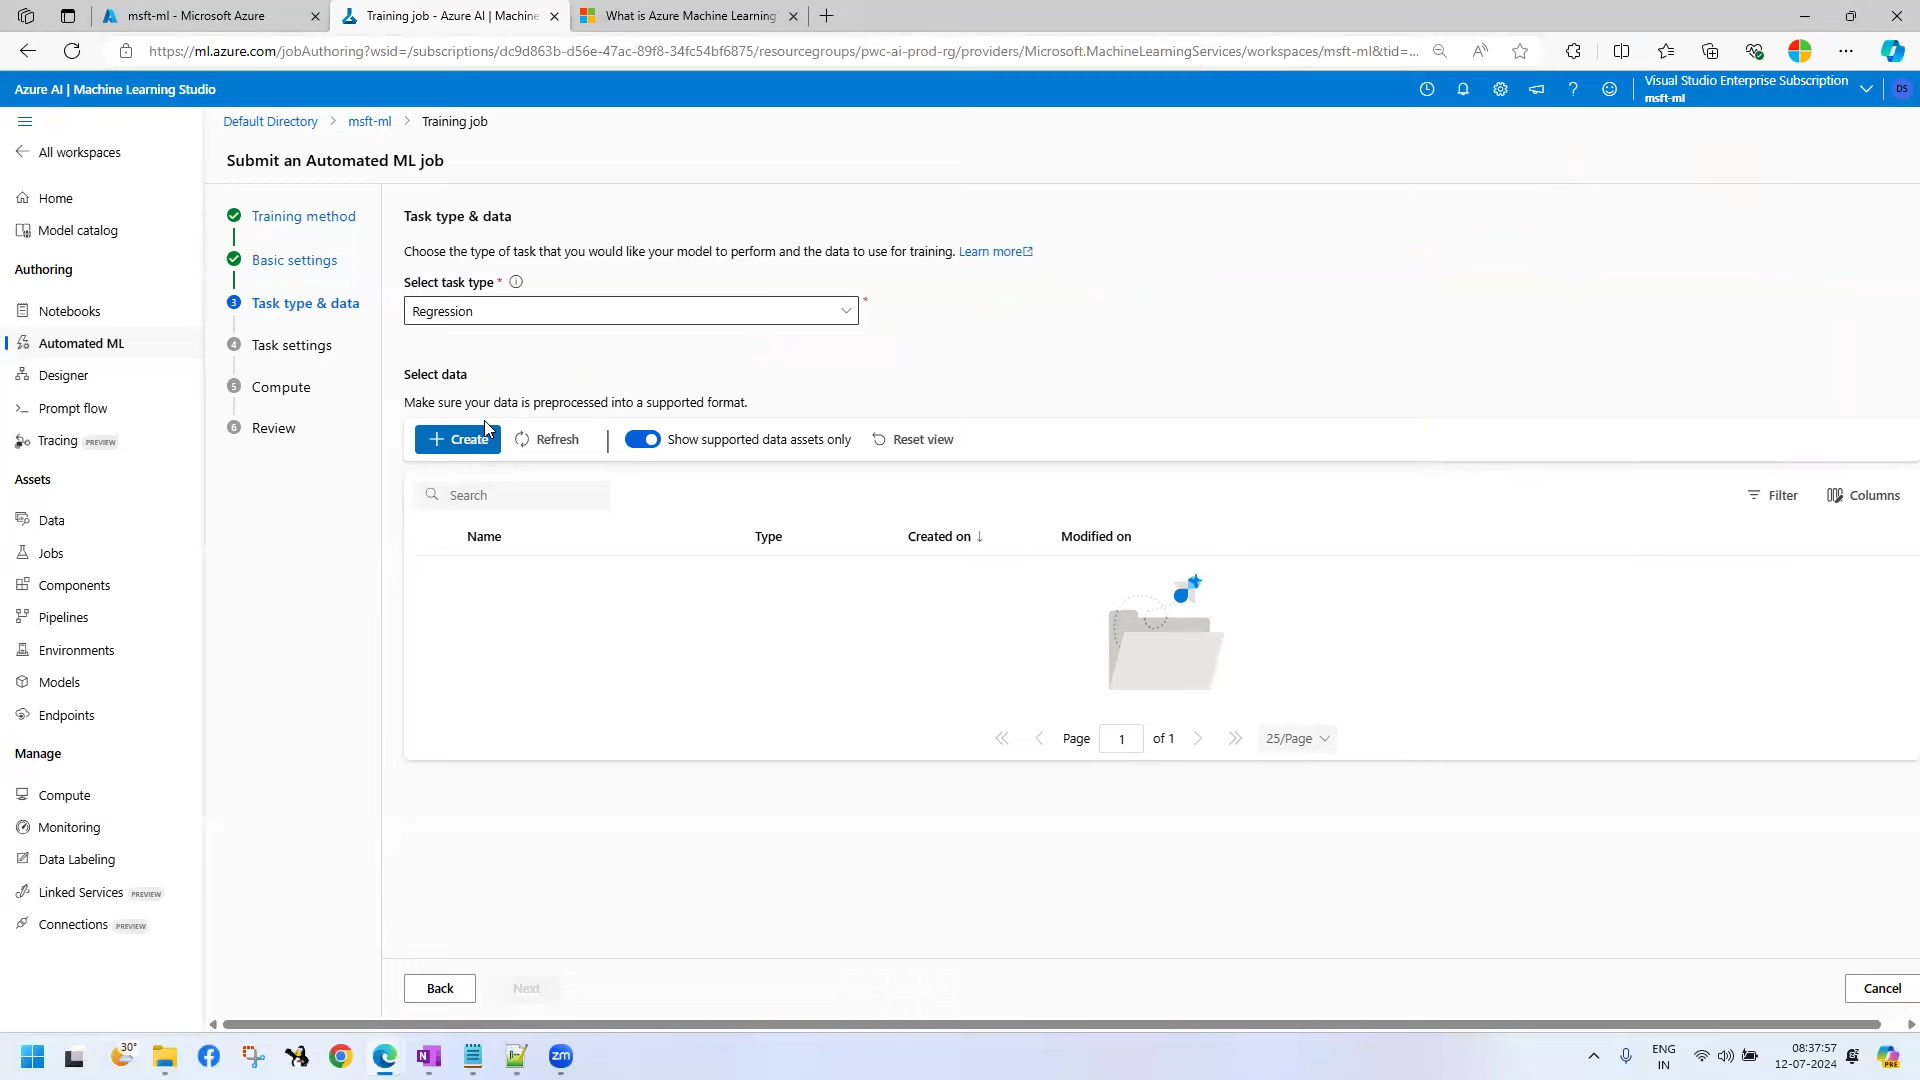 msft-ml - Microsoft Azure
Training job - Azure AI | Machine
What is Azure Machine Learning
https://ml.azure.com/jobAuthoring?wsid=/subscriptions/dc9d863b-d56e-47ac-89f8-34fc54bf6875/resourcegroups/pwc-ai-prod-rg/providers/Microsoft.MachineLearningServices/workspaces/msft-ml&tid=...
Azure AI | Machine Learning Studio
Visual Studio Enterprise Subscription
msft-ml
DS
Default Directory > msft-ml > Training job
All workspaces
Submit an Automated ML job
Home
Model catalog
Authoring
Notebooks
Automated ML
Designer
Prompt flow
Tracing PREVIEW
Assets
Data
Jobs
Components
Pipelines
Environments
Models
Endpoints
Manage
Compute
Monitoring
Data Labeling
Linked Services PREVIEW
Connections PREVIEW
Training method
Basic settings
3 Task type & data
4 Task settings
5 Compute
6 Review
Task type & data
Choose the type of task that you would like your model to perform and the data to use for training. Learn more
Select task type *
Regression *
Select data
Make sure your data is preprocessed into a supported format.
+ Create Refresh | Show supported data assets only Reset view
Search
Filter Columns
Name Type Created on ↓ Modified on
Page 1 of 1 25/Page
Back Next Cancel
30°
zm
ENG
IN
08:37:57
12-07-2024
PRE